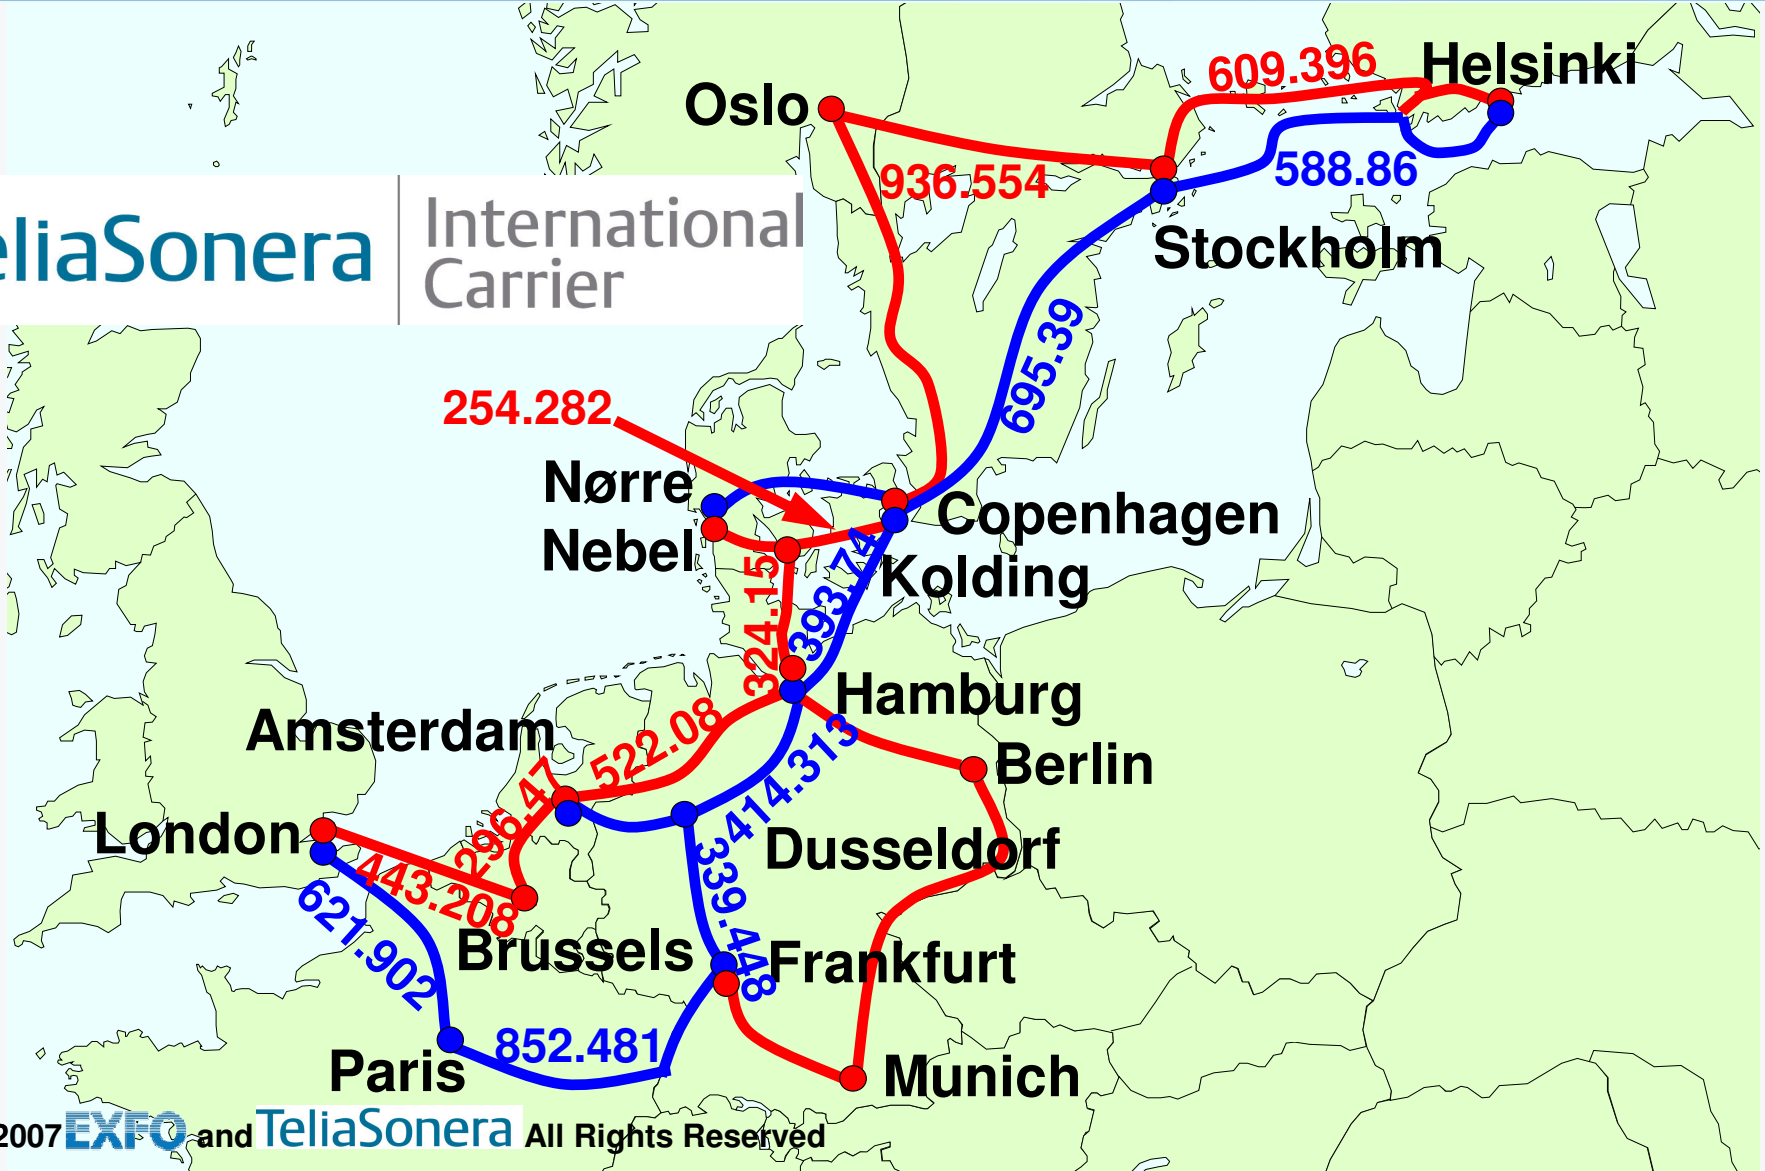 609.396
Helsinki
Oslo
936.554
588.86
eliaSonera
International
Carrier
Stockholm
695.39
254.282
Nørre
Nebel
Copenhagen
Kolding
324.15
393.74
Hamburg
Amsterdam
522.08
414.313
Berlin
296.47
London
443.208
Dusseldorf
339.448
621.902
Brussels
Frankfurt
852.481
Paris
Munich
2007 EXFO and TeliaSonera All Rights Reserved